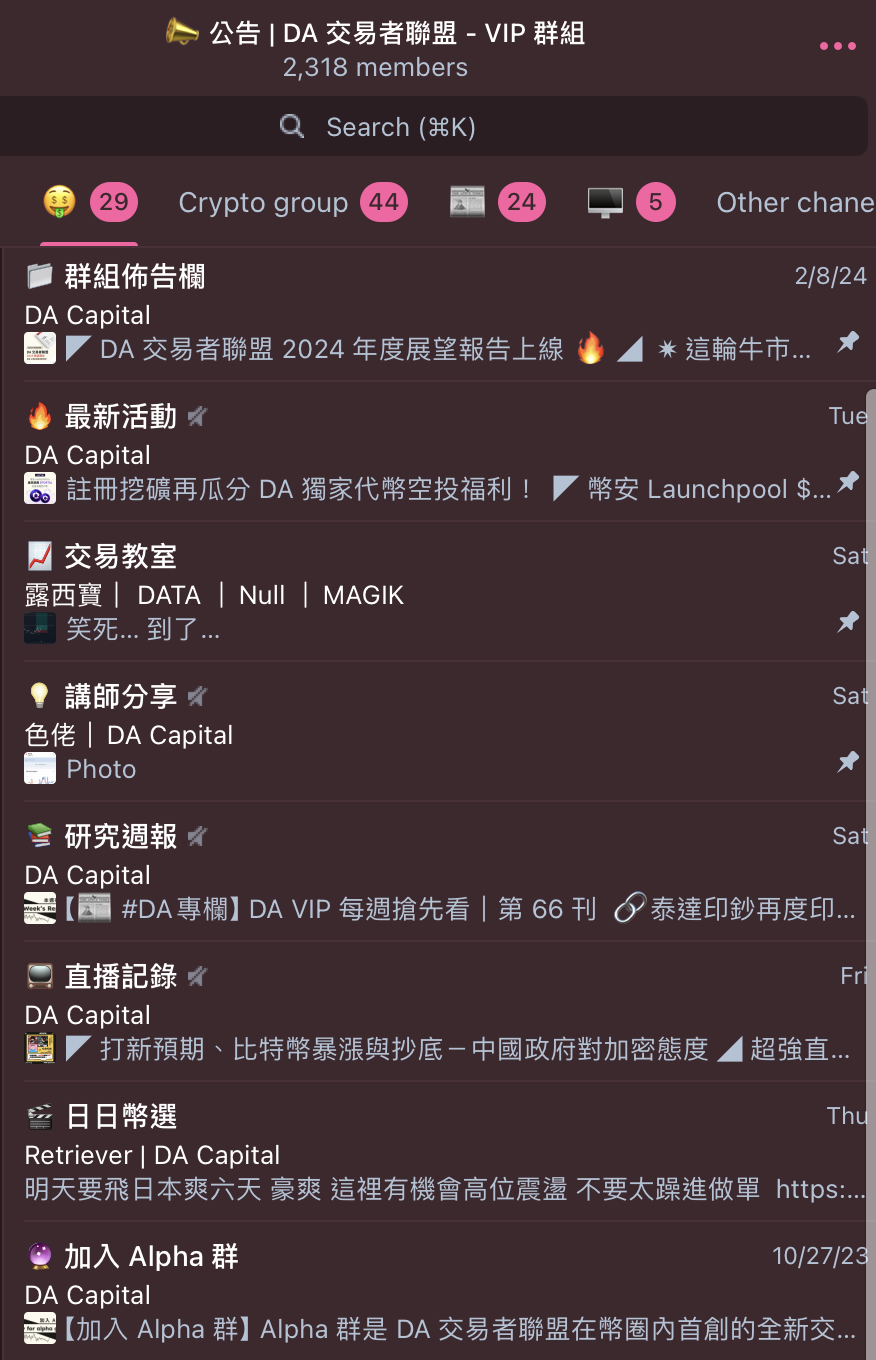 📣 公告 | DA 交易者聯盟 - VIP 群組
2,318 members
Search (⌘K)
🤑 29 Crypto group 44 📰 24 🖥️ 5 Other chane
📁 群組佈告欄 2/8/24
DA Capital
◤ DA 交易者聯盟 2024 年度展望報告上線 🔥 ◢ ✷ 這輪牛市...
🔥 最新活動 Tue
DA Capital
註冊挖礦再瓜分 DA 獨家代幣空投福利！ ◤ 幣安 Launchpool $...
📈 交易教室 Sat
露西寶｜ DATA ｜ Null ｜ MAGIK
笑死... 到了...
💡 講師分享 Sat
色佬｜ DA Capital
Photo
📚 研究週報 Sat
DA Capital
【📰 #DA專欄】DA VIP 每週搶先看｜第 66 刊 🔗泰達印鈔再度印...
📺 直播記錄 Fri
DA Capital
◤ 打新預期、比特幣暴漲與抄底－中國政府對加密態度 ◢ 超強直...
🎬 日日幣選 Thu
Retriever | DA Capital
明天要飛日本爽六天 豪爽 這裡有機會高位震盪 不要太躁進做單 https:...
🔮 加入 Alpha 群 10/27/23
DA Capital
【加入 Alpha 群】Alpha 群是 DA 交易者聯盟在幣圈內首創的全新交...